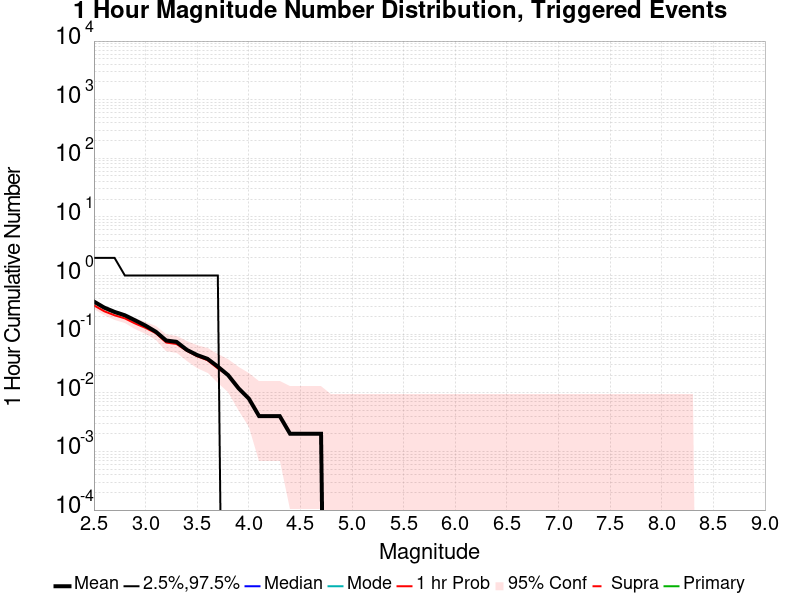 1 Hour Magnitude Number Distribution, Triggered Events
10 4
10 3
10 2
10 1
10 0
10 -1
10 -2
10 -3
10 -4
1 Hour Cumulative Number
2.5 3.0 3.5 4.0 4.5 5.0 5.5 6.0 6.5 7.0 7.5 8.0 8.5 9.0
Magnitude
Mean 2.5%,97.5% Median Mode 1 hr Prob 95% Conf Supra Primary